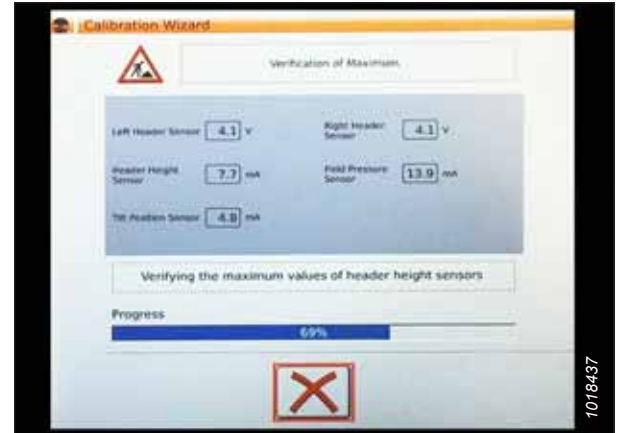 Calibration Wizard
Verification of Maximum
Left Header Sensor 4.1 V
Right Header Sensor 4.1 V
Header Height Sensor 7.7 mA
Field Pressure Sensor 13.9 mA
Tilt Position Sensor 4.8 mA
Verifying the maximum values of header height sensors
Progress
69%
1018437